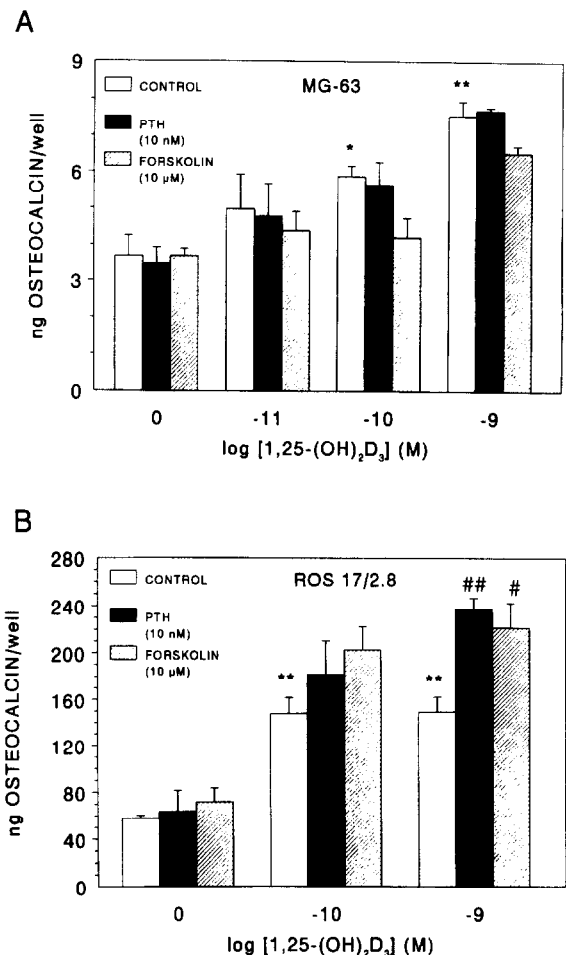 A
9
6
3
0
ng OSTEOCALCIN/well
CONTROL
PTH
(10 nM)
FORSKOLIN
(10 µM)
MG-63
*
**
0 -11 -10 -9
log [1,25-(OH)₂D₃] (M)
B
280
240
200
160
120
80
40
0
ng OSTEOCALCIN/well
CONTROL
PTH
(10 nM)
FORSKOLIN
(10 µM)
ROS 17/2.8
**
**
##
#
0 -10 -9
log [1,25-(OH)₂D₃] (M)